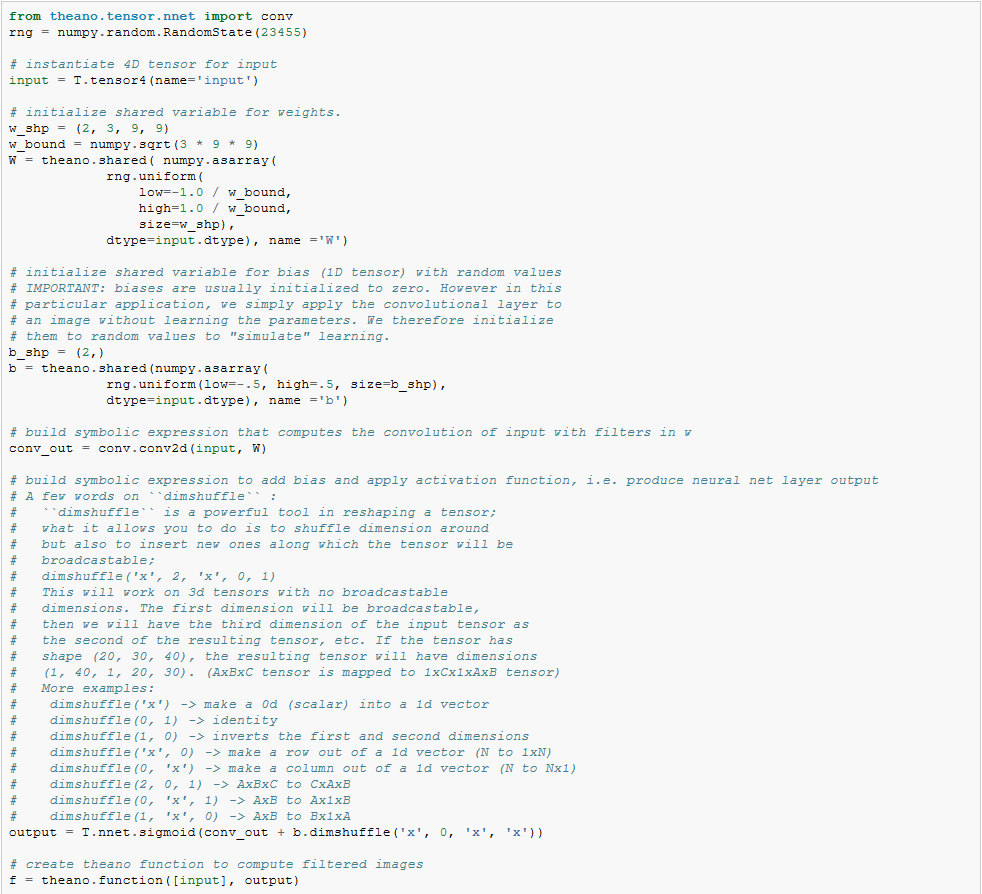 from theano.tensor.nnet import conv
rng = numpy.random.RandomState(23455)

# instantiate 4D tensor for input
input = T.tensor4(name='input')

# initialize shared variable for weights.
w_shp = (2, 3, 9, 9)
w_bound = numpy.sqrt(3 * 9 * 9)
W = theano.shared( numpy.asarray(
            rng.uniform(
                low=-1.0 / w_bound,
                high=1.0 / w_bound,
                size=w_shp),
            dtype=input.dtype), name ='W')

# initialize shared variable for bias (1D tensor) with random values
# IMPORTANT: biases are usually initialized to zero. However in this
# particular application, we simply apply the convolutional layer to
# an image without learning the parameters. We therefore initialize
# them to random values to "simulate" learning.
b_shp = (2,)
b = theano.shared(numpy.asarray(
            rng.uniform(low=-.5, high=.5, size=b_shp),
            dtype=input.dtype), name ='b')

# build symbolic expression that computes the convolution of input with filters in w
conv_out = conv.conv2d(input, W)

# build symbolic expression to add bias and apply activation function, i.e. produce neural net layer output
# A few words on ``dimshuffle`` :
#   ``dimshuffle`` is a powerful tool in reshaping a tensor;
#   what it allows you to do is to shuffle dimension around
#   but also to insert new ones along which the tensor will be
#   broadcastable;
#   dimshuffle('x', 2, 'x', 0, 1)
#   This will work on 3d tensors with no broadcastable
#   dimensions. The first dimension will be broadcastable,
#   then we will have the third dimension of the input tensor as
#   the second of the resulting tensor, etc. If the tensor has
#   shape (20, 30, 40), the resulting tensor will have dimensions
#   (1, 40, 1, 20, 30). (AxBxC tensor is mapped to 1xCx1xAxB tensor)
#   More examples:
#    dimshuffle('x') -> make a 0d (scalar) into a 1d vector
#    dimshuffle(0, 1) -> identity
#    dimshuffle(1, 0) -> inverts the first and second dimensions
#    dimshuffle('x', 0) -> make a row out of a 1d vector (N to 1xN)
#    dimshuffle(0, 'x') -> make a column out of a 1d vector (N to Nx1)
#    dimshuffle(2, 0, 1) -> AxBxC to CxAxB
#    dimshuffle(0, 'x', 1) -> AxB to Ax1xB
#    dimshuffle(1, 'x', 0) -> AxB to Bx1xA
output = T.nnet.sigmoid(conv_out + b.dimshuffle('x', 0, 'x', 'x'))

# create theano function to compute filtered images
f = theano.function([input], output)